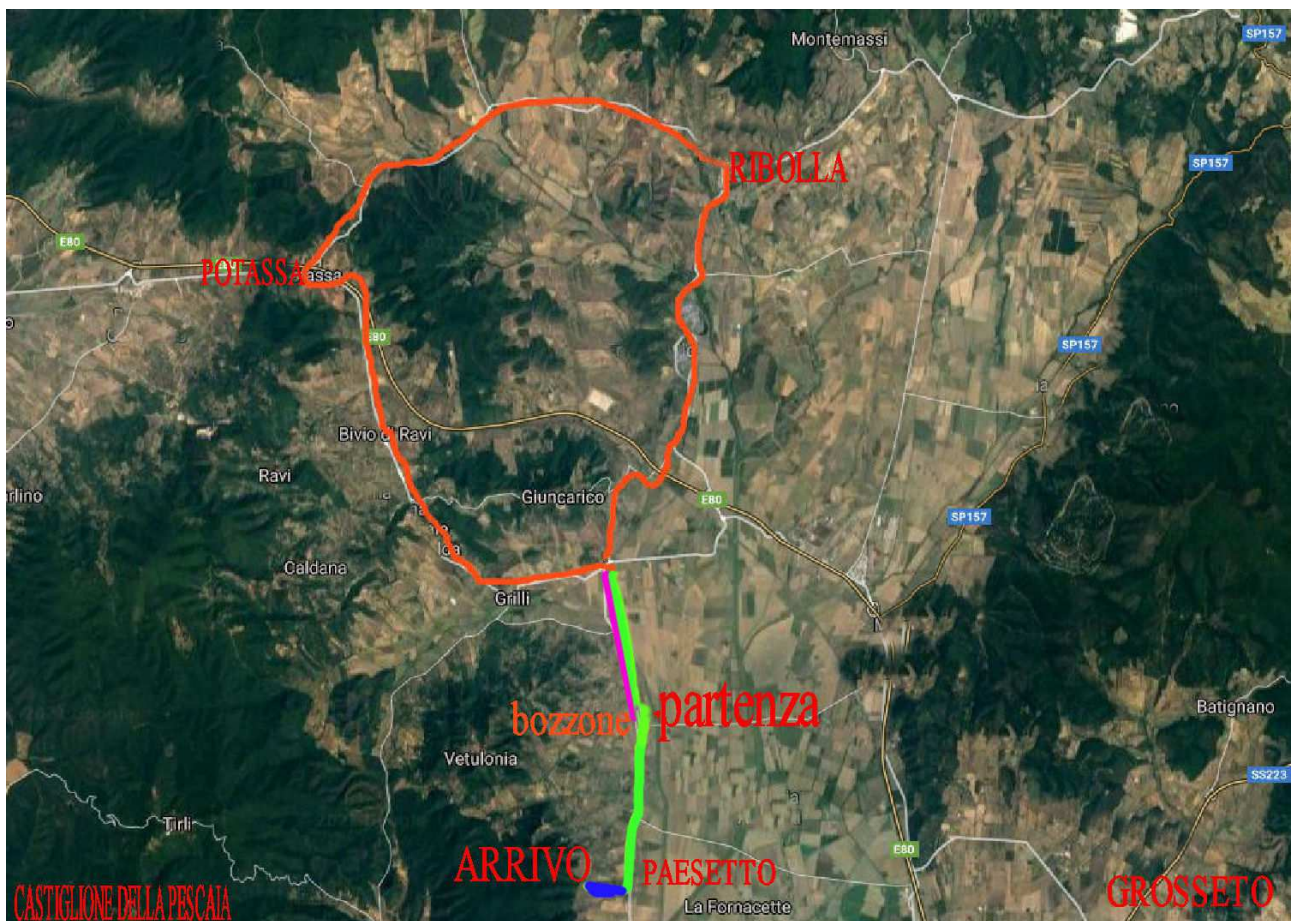 Montemassi
SP157
SP157
RIBOLLA
E80
POTASSA
assa
E80
SP157
Bivio di Ravi
Ravi
Giuncarico
E80
SP157
Caldana
Grilli
bozzone
partenza
Batignano
Vetulonia
SS223
Tirli
E80
ARRIVO
PAESETTO
GROSSETO
CASTIGLIONE DELLA PESCAIA
La Fornacette